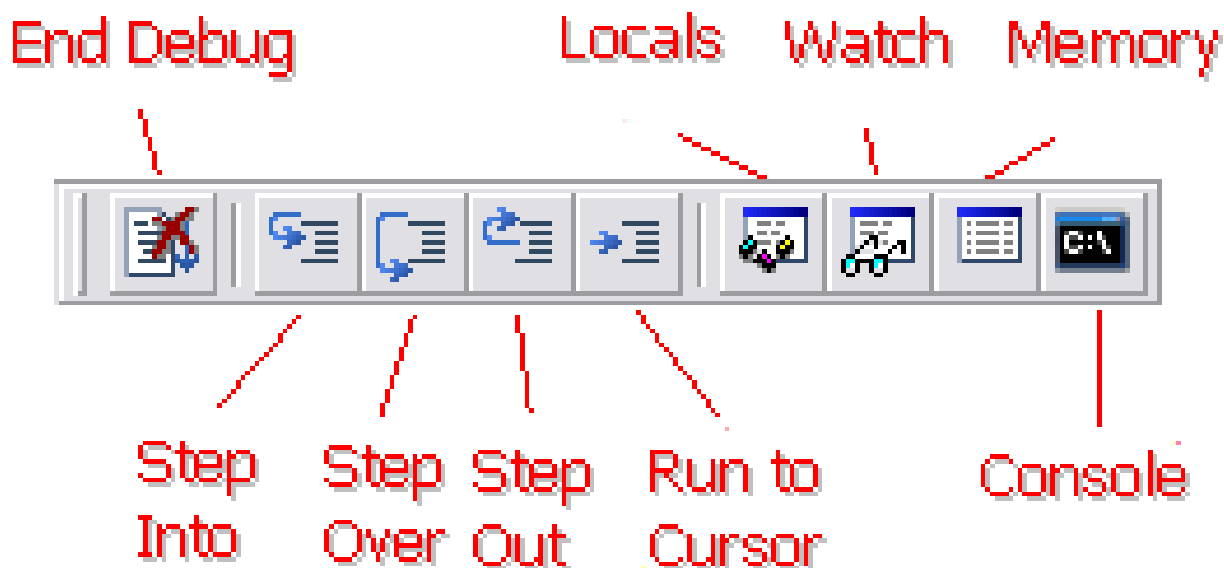 End Debug
Locals
Watch
Memory
C:\
Step
Into
Step
Over
Step
Out
Run to
Cursor
Console